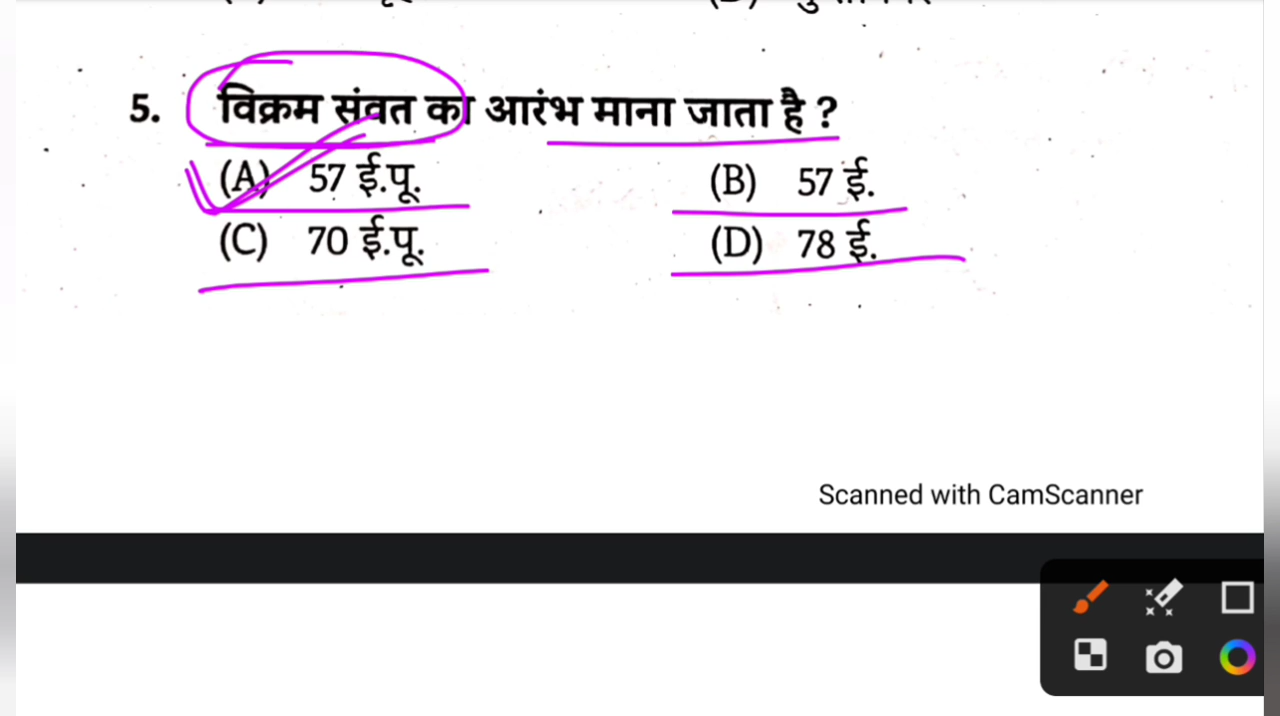 5. विक्रम संवत का आरंभ माना जाता है ?
(A) 57 ई.पू. (B) 57 ई.
(C) 70 ई.पू. (D) 78 ई.
Scanned with CamScanner